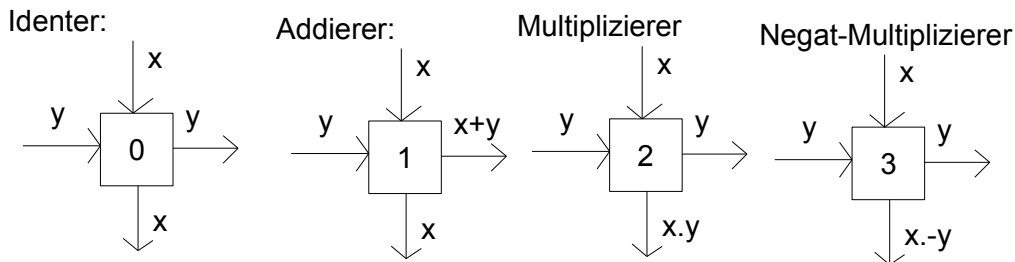 Identer:
x
y
y
0
x
Addierer:
x
y
x+y
1
x
Multiplizierer
x
y
y
2
x.y
Negat-Multiplizierer
x
y
y
3
x.-y